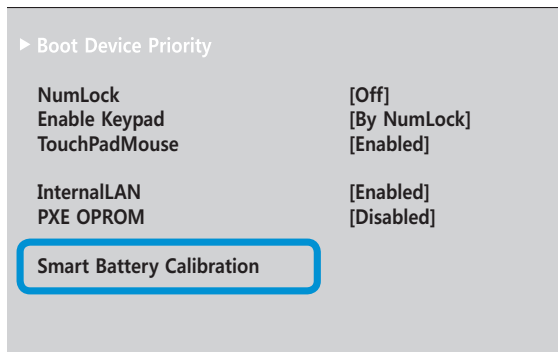 ▶ Boot Device Priority
NumLock [Off]
Enable Keypad [By NumLock]
TouchPadMouse [Enabled]
InternalLAN [Enabled]
PXE OPROM [Disabled]
Smart Battery Calibration